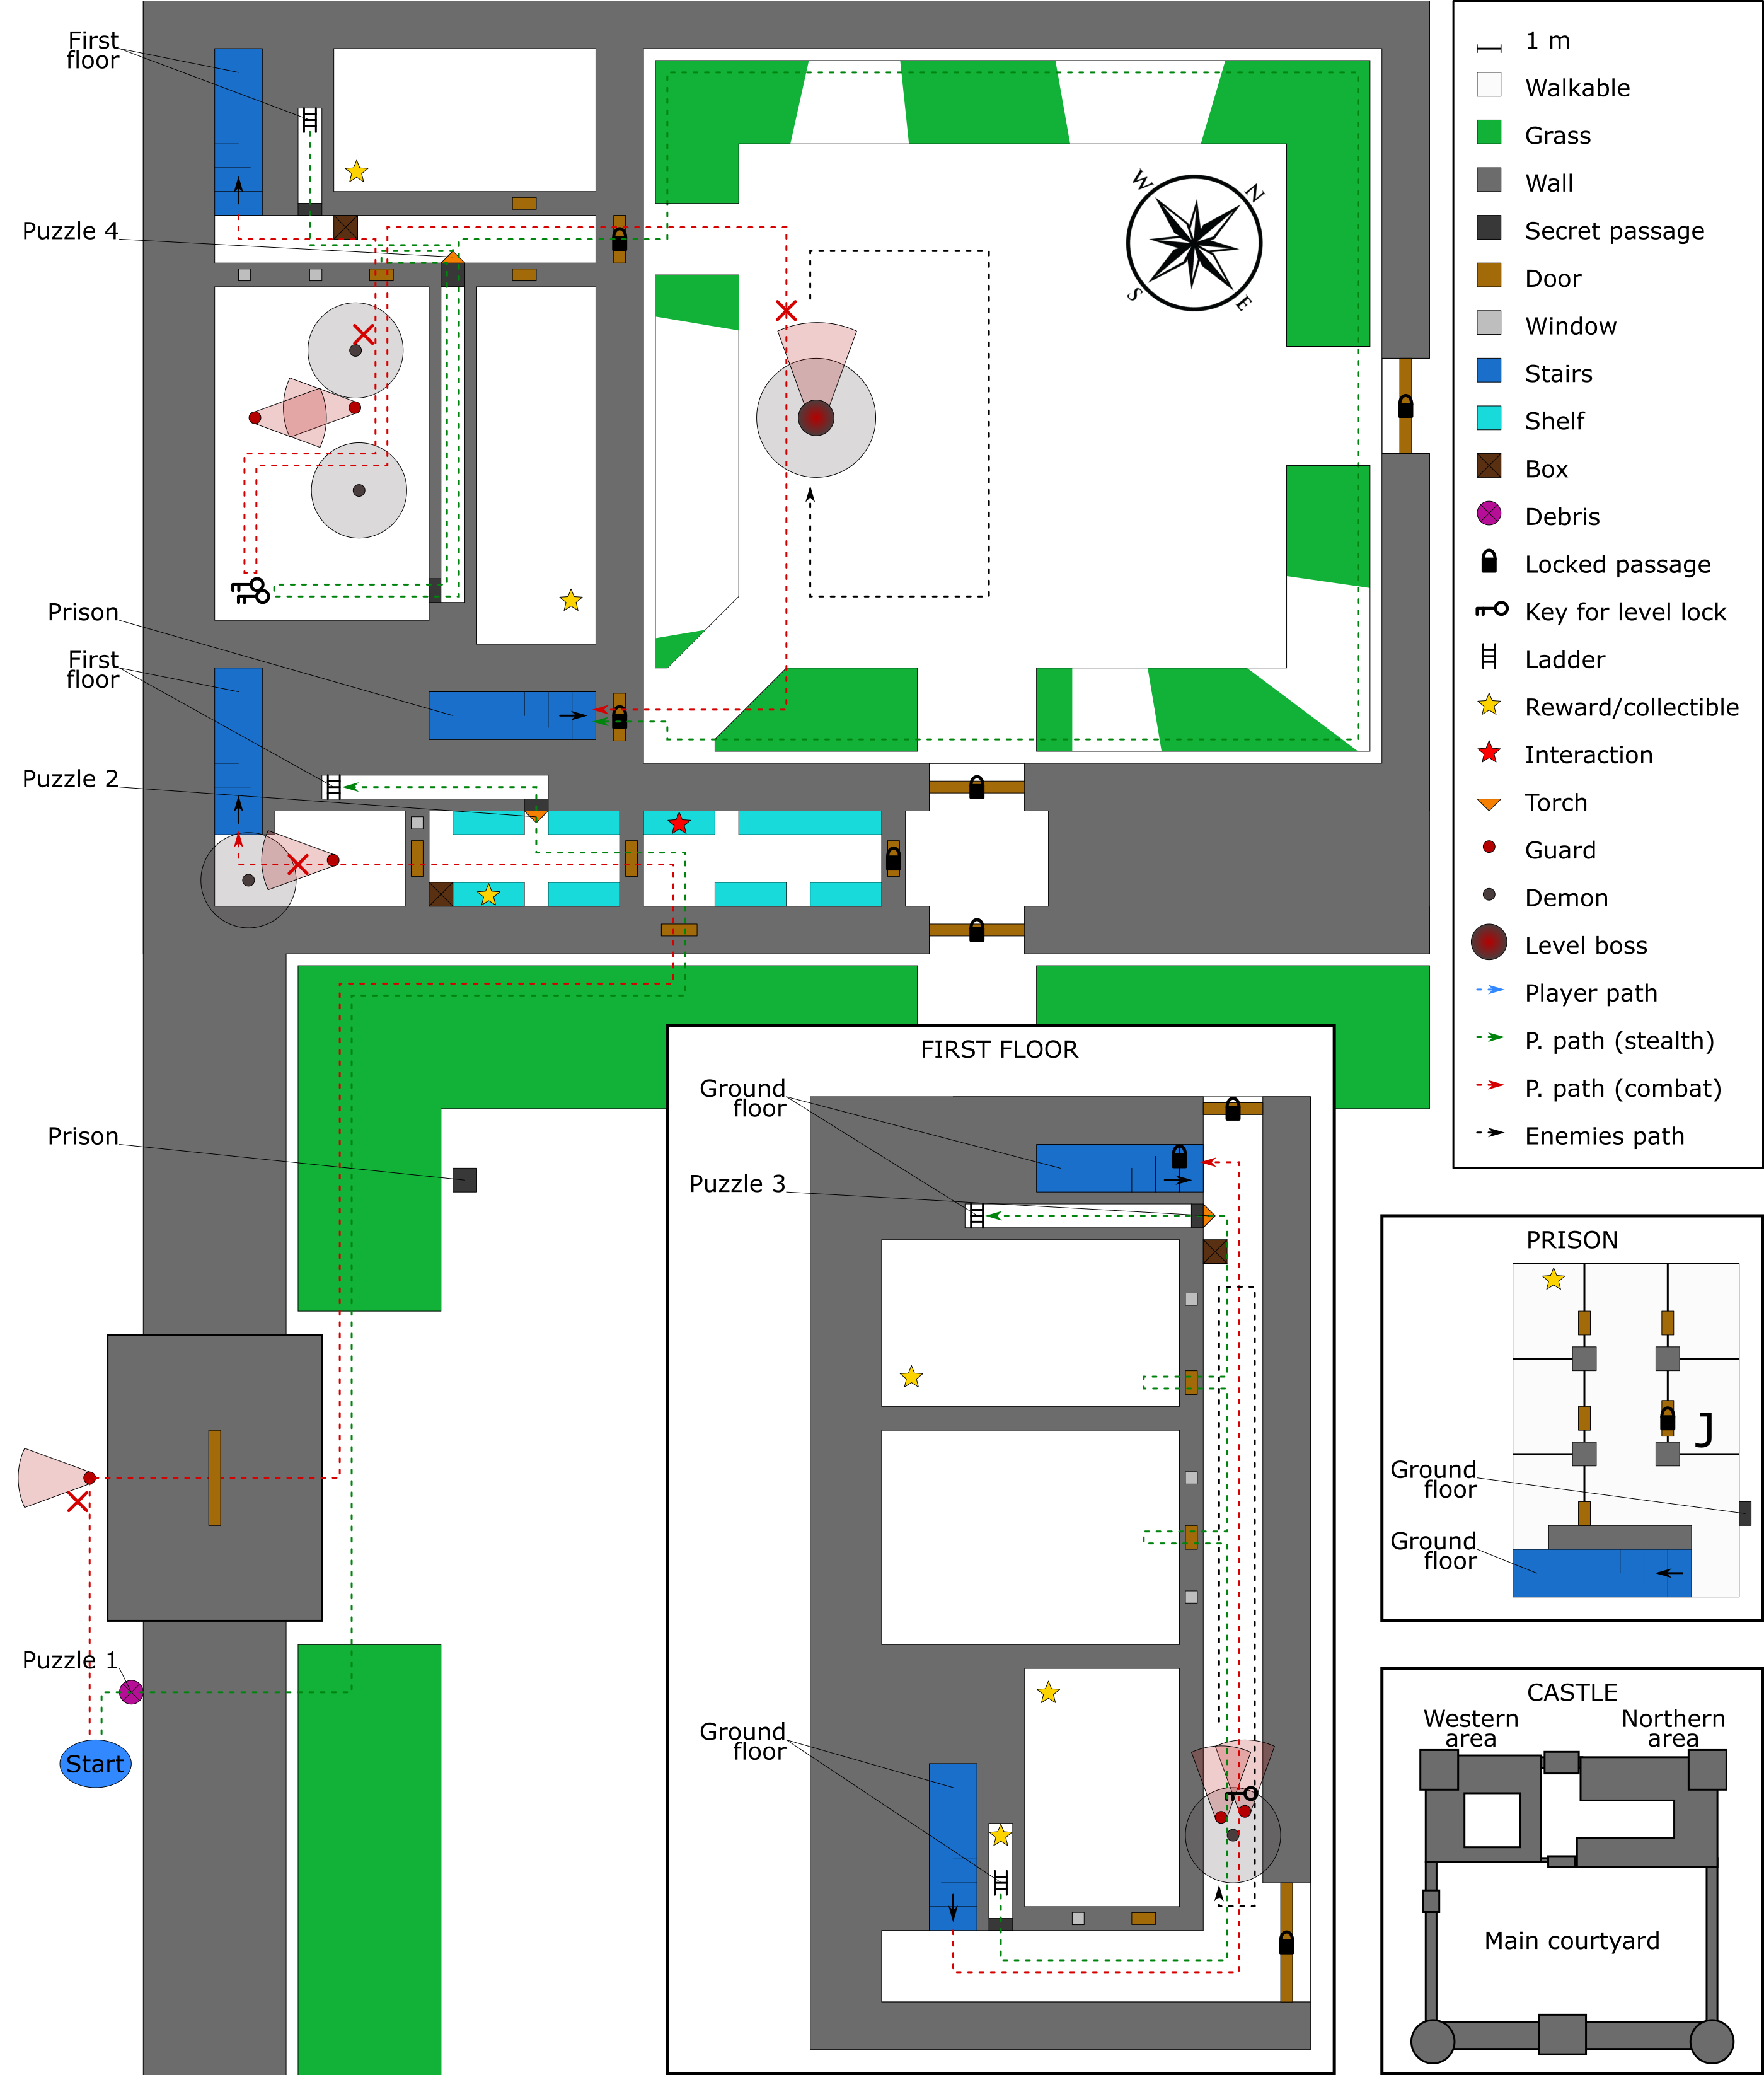 First
floor
Puzzle 4
Prison
First
floor
Puzzle 2
Prison
Puzzle 1
Start
W
N
S
E
1 m
Walkable
Grass
Wall
Secret passage
Door
Window
Stairs
Shelf
Box
Debris
Locked passage
Key for level lock
Ladder
Reward/collectible
Interaction
Torch
Guard
Demon
Level boss
Player path
P. path (stealth)
P. path (combat)
Enemies path
FIRST FLOOR
Ground
floor
Puzzle 3
Ground
floor
PRISON
J
Ground
floor
Ground
floor
CASTLE
Western
area
Northern
area
Main courtyard